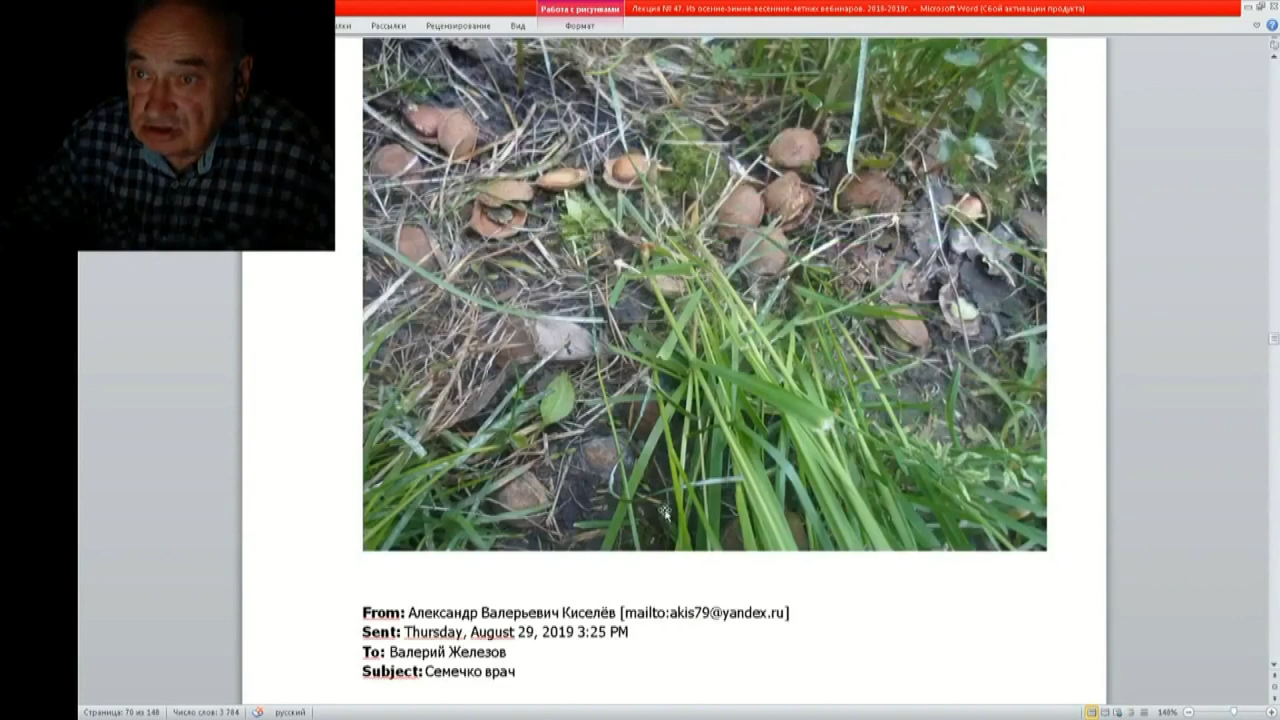 Работа с рисунками
Лекция № 47. Из осенне-зимне-весенние-летних вебинаров. 2018-2019г. - Microsoft Word (Сбой активации продукта)
лки Рассылки Рецензирование Вид Формат
From: Александр Валерьевич Киселёв [mailto:akis79@yandex.ru]
Sent: Thursday, August 29, 2019 3:25 PM
To: Валерий Железов
Subject: Семечко врач
Страница: 70 из 148 Число слов: 3 784 русский 148%